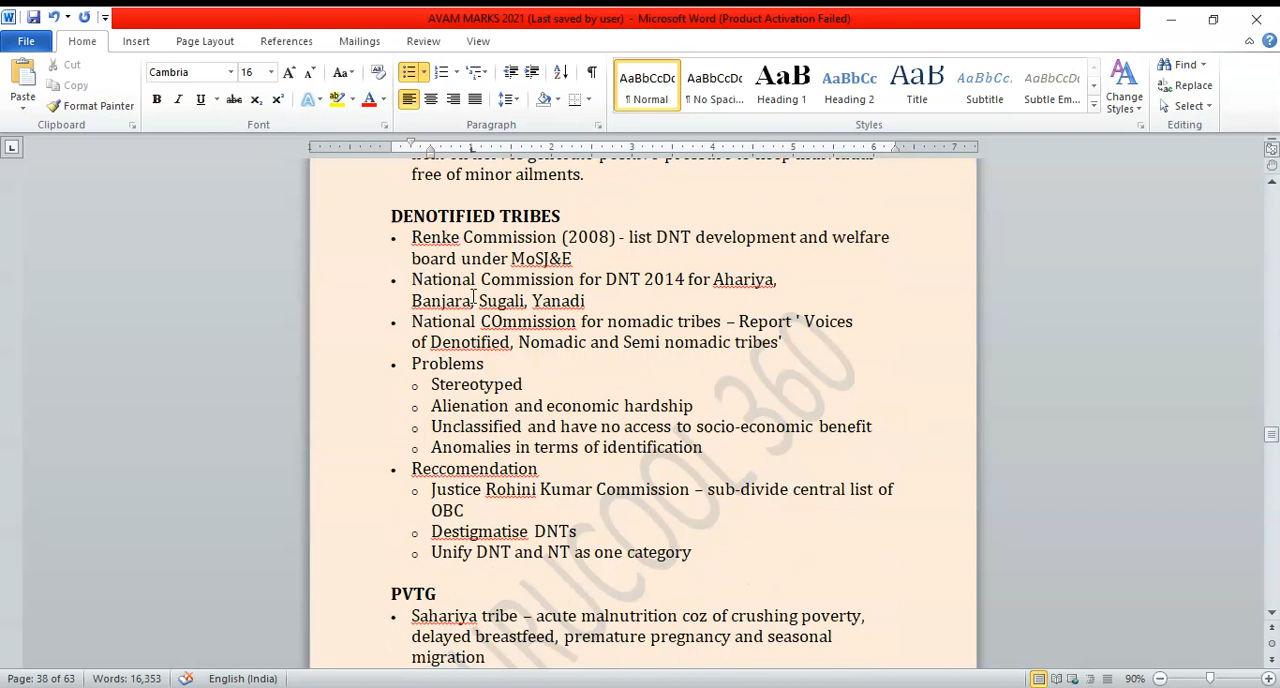 AVAM MARKS 2021 (Last saved by user) - Microsoft Word (Product Activation Failed)
File Home Insert Page Layout References Mailings Review View
Cut
Copy
Format Painter
Paste
Clipboard
Cambria 16
Font
Paragraph
AaBbCcDc AaBbCcDc AaB AaBbCc AaB AaBbCc. AaBbCcDc
¶ Normal ¶ No Spaci... Heading 1 Heading 2 Title Subtitle Subtle Em...
Change Styles
Styles
Find
Replace
Select
Editing
free of minor ailments.
DENOTIFIED TRIBES
• Renke Commission (2008) - list DNT development and welfare
board under MoSJ&E
• National Commission for DNT 2014 for Ahariya,
Banjara, Sugali, Yanadi
• National COmmission for nomadic tribes – Report ' Voices
of Denotified, Nomadic and Semi nomadic tribes'
• Problems
o Stereotyped
o Alienation and economic hardship
o Unclassified and have no access to socio-economic benefit
o Anomalies in terms of identification
• Reccomendation
o Justice Rohini Kumar Commission – sub-divide central list of
OBC
o Destigmatise DNTs
o Unify DNT and NT as one category
PVTG
• Sahariya tribe – acute malnutrition coz of crushing poverty,
delayed breastfeed, premature pregnancy and seasonal
migration
Page: 38 of 63 Words: 16,353 English (India) 90%